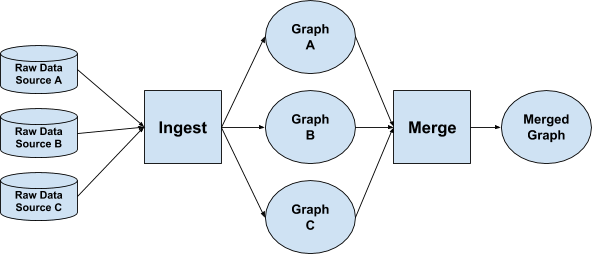 Raw Data
Source A
Raw Data
Source B
Raw Data
Source C
Ingest
Graph
A
Graph
B
Graph
C
Merge
Merged
Graph